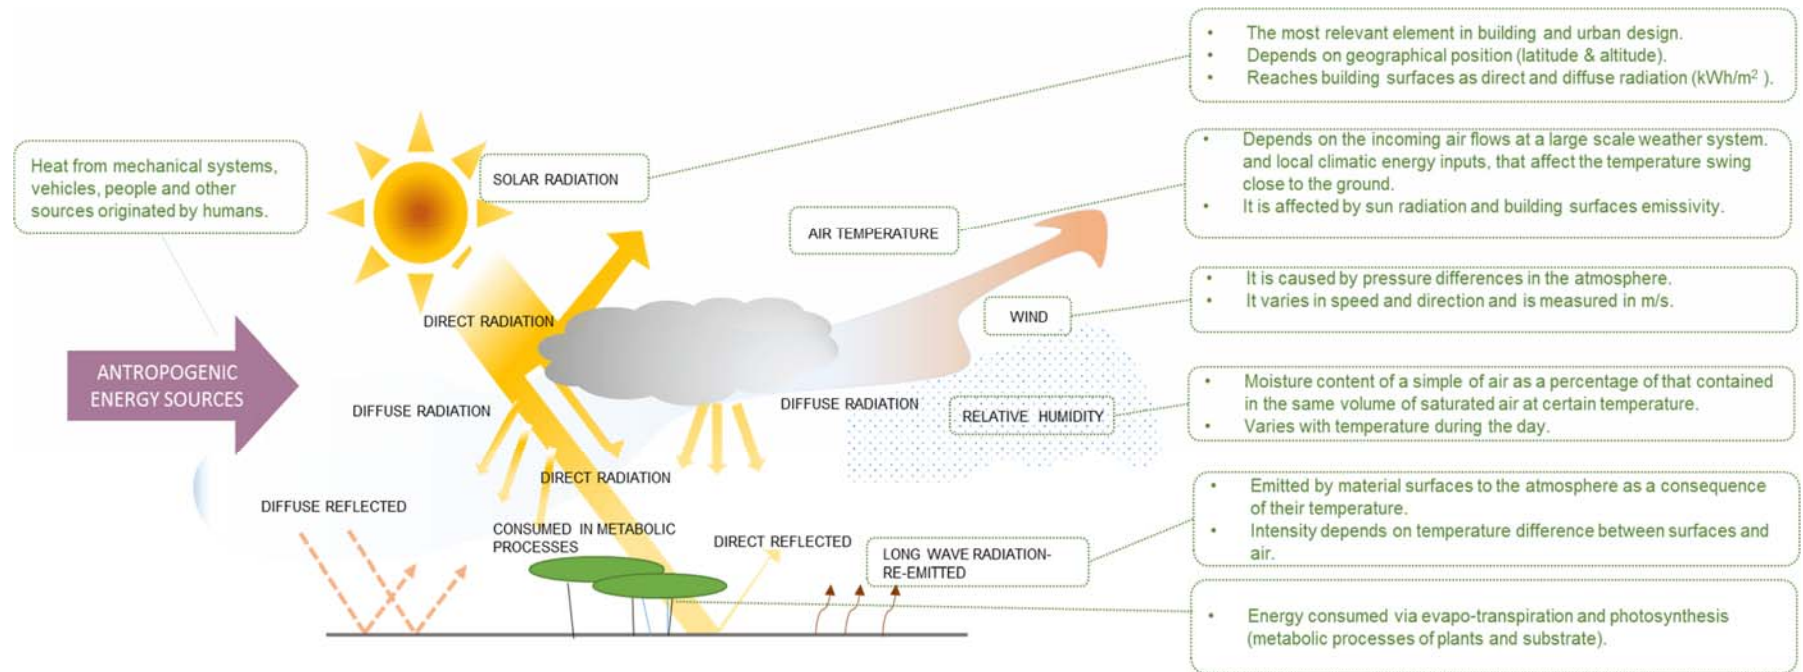 • The most relevant element in building and urban design.
• Depends on geographical position (latitude & altitude).
• Reaches building surfaces as direct and diffuse radiation (kWh/m² ).
• Depends on the incoming air flows at a large scale weather system.
and local climatic energy inputs, that affect the temperature swing
close to the ground.
• It is affected by sun radiation and building surfaces emissivity.
Heat from mechanical systems,
vehicles, people and other
sources originated by humans.
SOLAR RADIATION
AIR TEMPERATURE
• It is caused by pressure differences in the atmosphere.
• It varies in speed and direction and is measured in m/s.
WIND
DIRECT RADIATION
ANTROPOGENIC
ENERGY SOURCES
• Moisture content of a simple of air as a percentage of that contained
in the same volume of saturated air at certain temperature.
• Varies with temperature during the day.
DIFFUSE RADIATION
DIFFUSE RADIATION
RELATIVE HUMIDITY
DIRECT RADIATION
• Emitted by material surfaces to the atmosphere as a consequence
of their temperature.
• Intensity depends on temperature difference between surfaces and
air.
DIFFUSE REFLECTED
CONSUMED IN METABOLIC
PROCESSES
DIRECT REFLECTED
LONG WAVE RADIATION-
RE-EMITTED
• Energy consumed via evapo-transpiration and photosynthesis
(metabolic processes of plants and substrate).